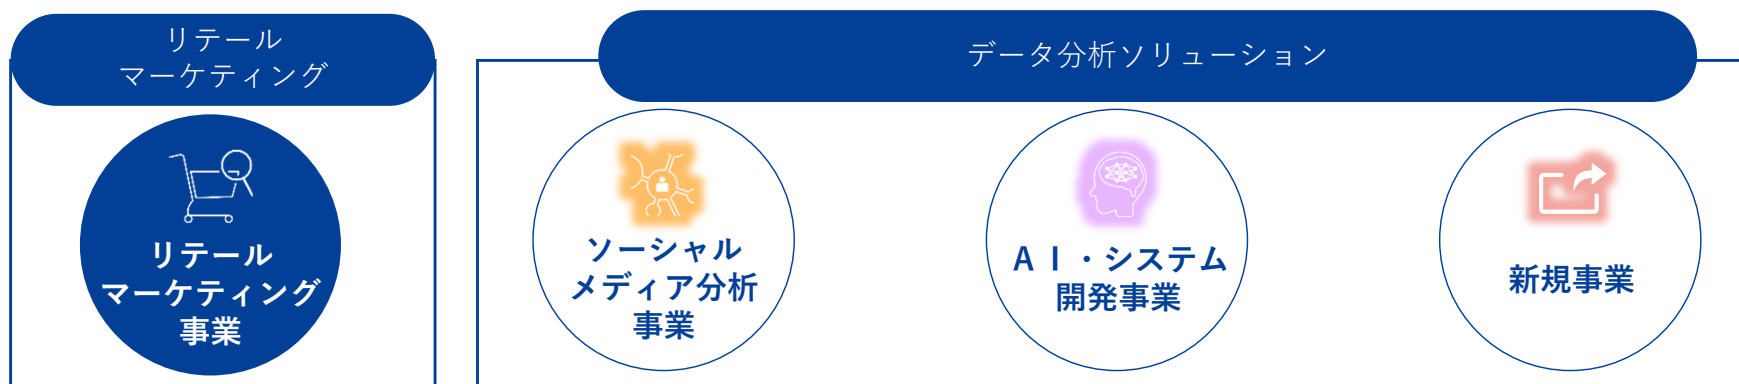 リテール
マーケティング
データ分析ソリューション
リテール
マーケティング
事業
ソーシャル
メディア分析
事業
ＡＩ・システム
開発事業
新規事業